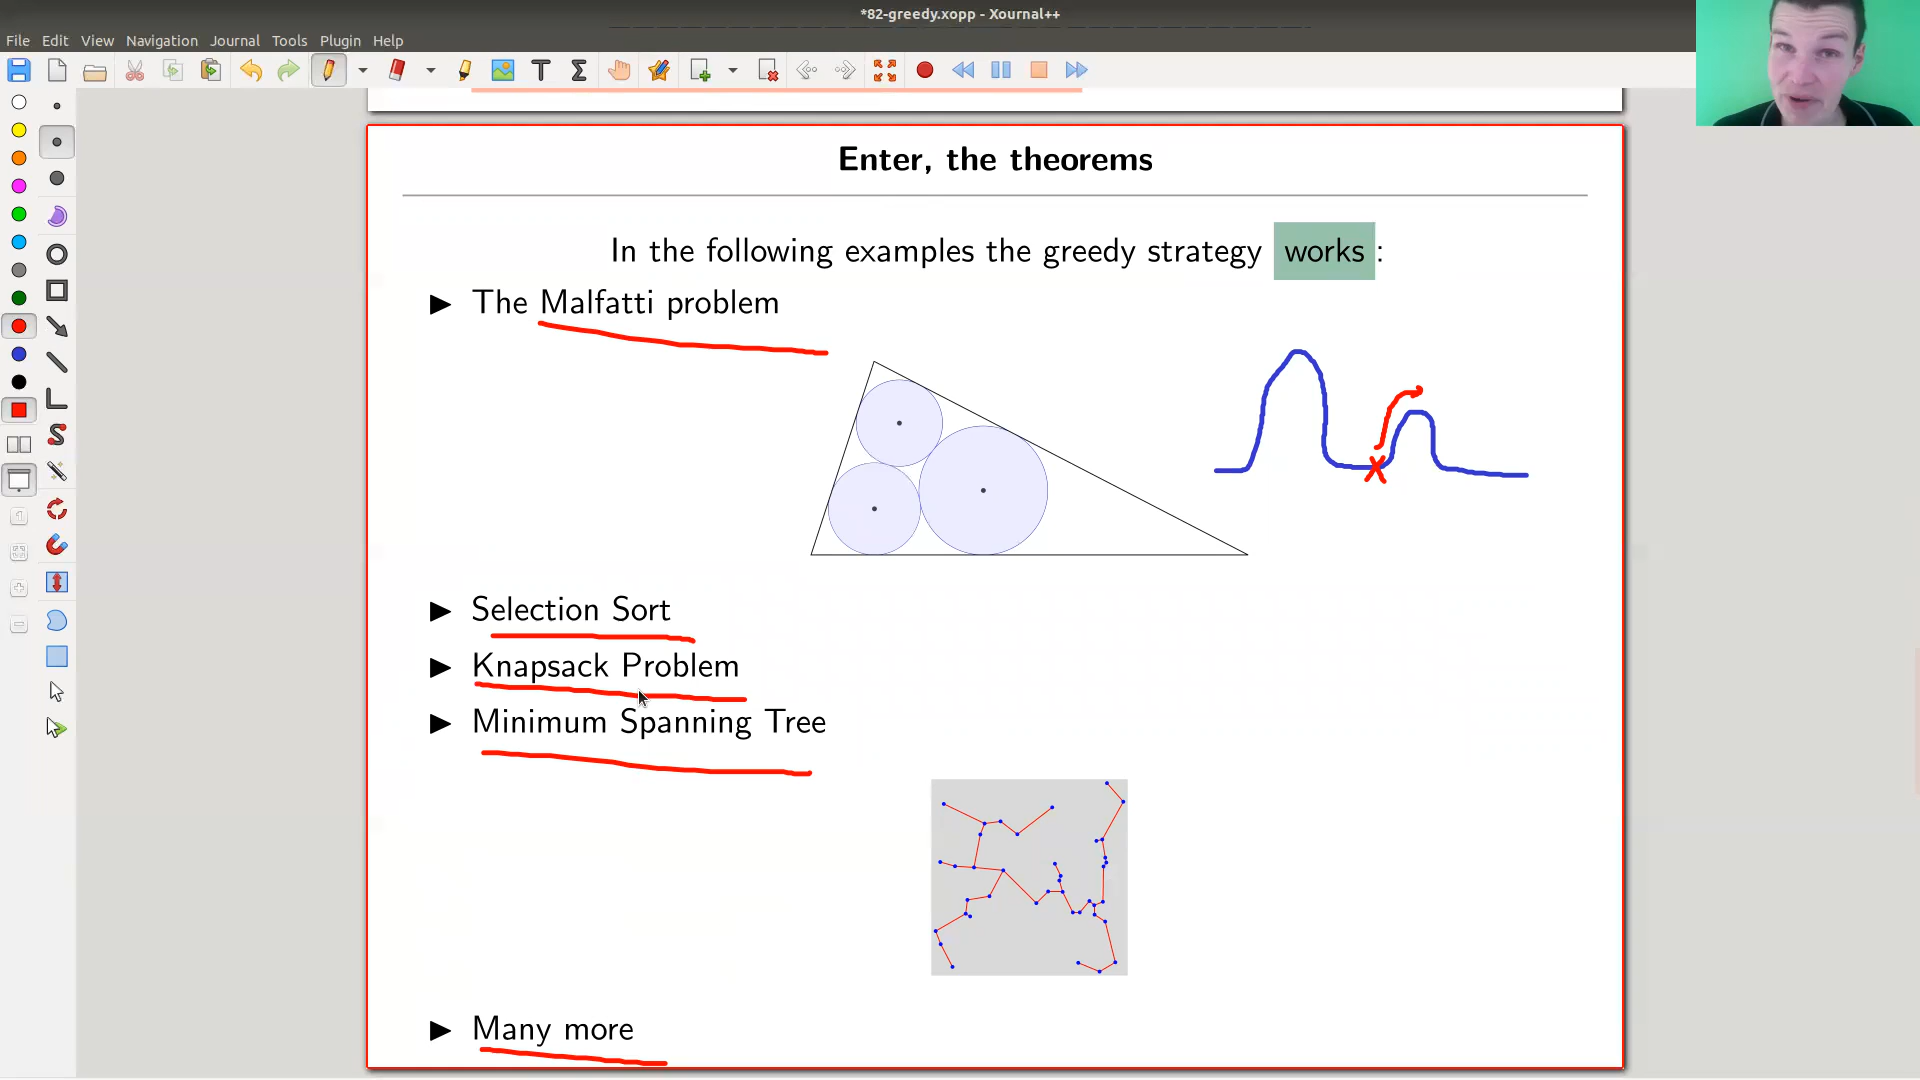 *82-greedy.xopp - Xournal++
File Edit View Navigation Journal Tools Plugin Help
Enter, the theorems
In the following examples the greedy strategy works :
▶ The Malfatti problem
▶ Selection Sort
▶ Knapsack Problem
▶ Minimum Spanning Tree
▶ Many more